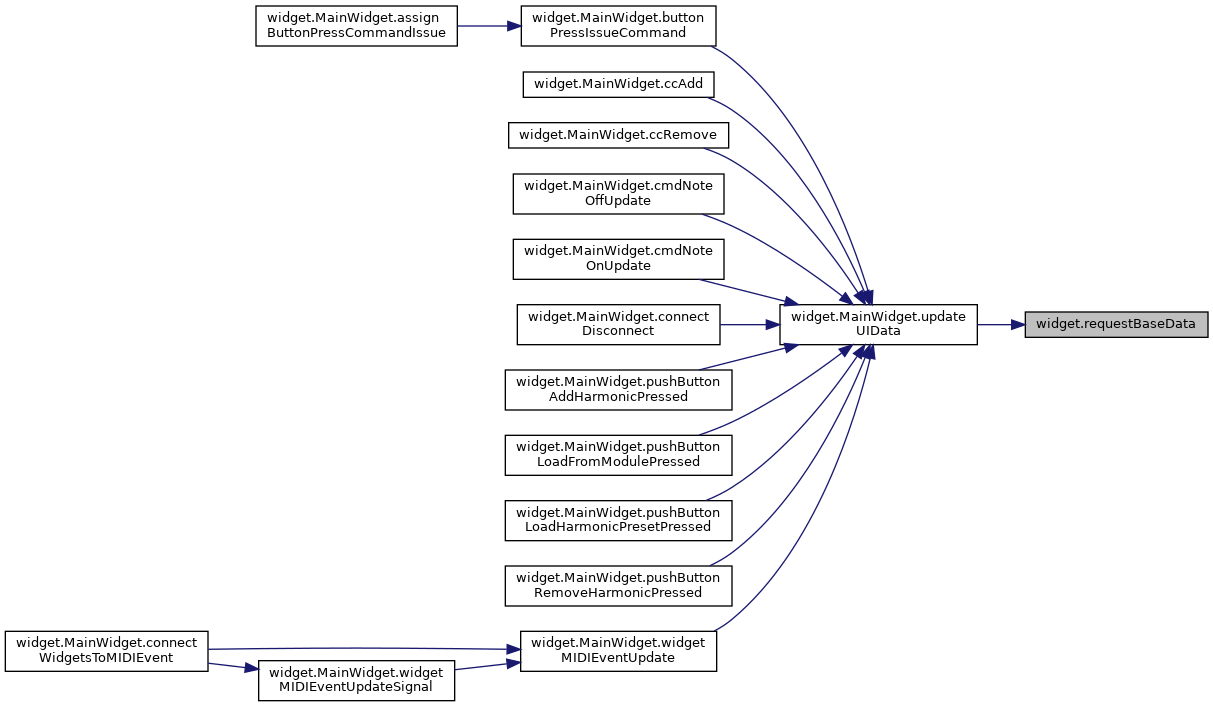 widget.MainWidget.assign
ButtonPressCommandIssue
widget.MainWidget.button
PressIssueCommand
widget.MainWidget.ccAdd
widget.MainWidget.ccRemove
widget.MainWidget.cmdNote
OffUpdate
widget.MainWidget.cmdNote
OnUpdate
widget.MainWidget.connect
Disconnect
widget.MainWidget.update
UIData
widget.requestBaseData
widget.MainWidget.pushButton
AddHarmonicPressed
widget.MainWidget.pushButton
LoadFromModulePressed
widget.MainWidget.pushButton
LoadHarmonicPresetPressed
widget.MainWidget.pushButton
RemoveHarmonicPressed
widget.MainWidget.connect
WidgetsToMIDIEvent
widget.MainWidget.widget
MIDIEventUpdate
widget.MainWidget.widget
MIDIEventUpdateSignal